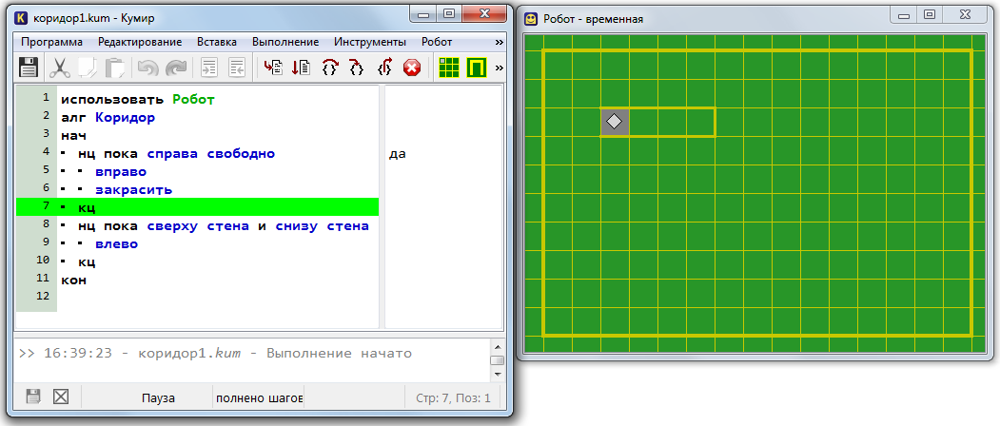 коридор1.kum - Кумир
Программа Редактирование Вставка Выполнение Инструменты Робот »
»
1 использовать Робот
2 алг Коридор
3 нач
4 нц пока справа свободно да
5 вправо
6 закрасить
7 кц
8 нц пока сверху стена и снизу стена
9 влево
10 кц
11 кон
12
>> 16:39:23 - коридор1.kum - Выполнение начато
Пауза полнено шагов Стр: 7, Поз: 1
Робот - временная